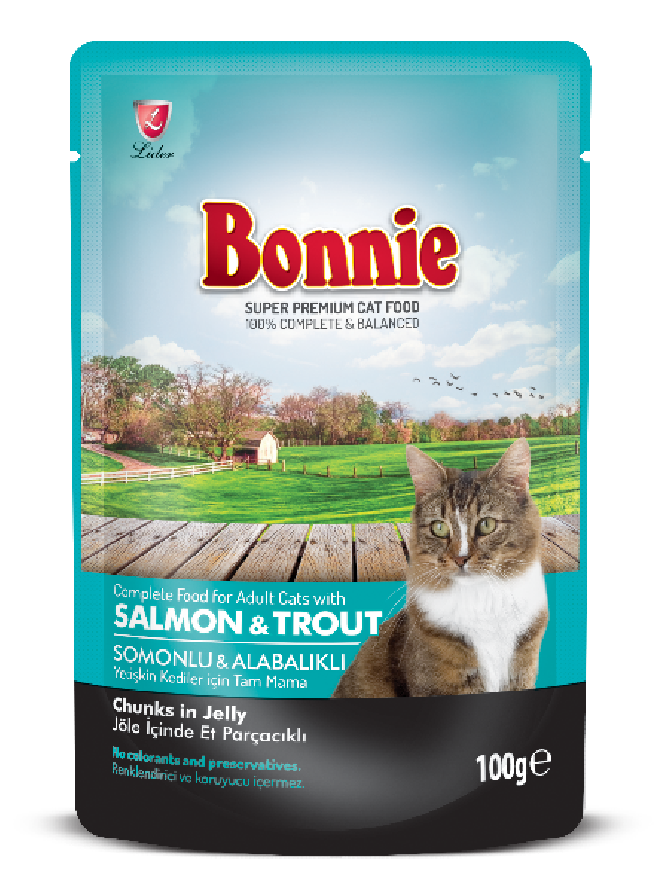 L
Lider
Bonnie
SUPER PREMIUM CAT FOOD
100% COMPLETE & BALANCED
Complete Food for Adult Cats with
SALMON & TROUT
SOMONLU & ALABALIKLI
Yetişkin Kediler için Tam Mama
Chunks in Jelly
Jöle İçinde Et Parçacıklı
No colorants and preservatives.
Renklendirici ve koruyucu içermez.
100g℮